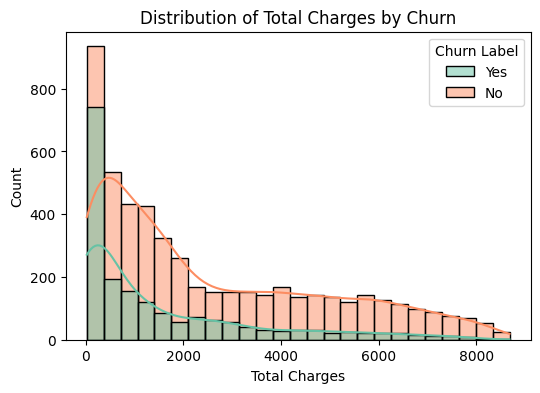 Distribution of Total Charges by Churn
Churn Label
Yes
No
Count
0
200
400
600
800
0
2000
4000
6000
8000
Total Charges